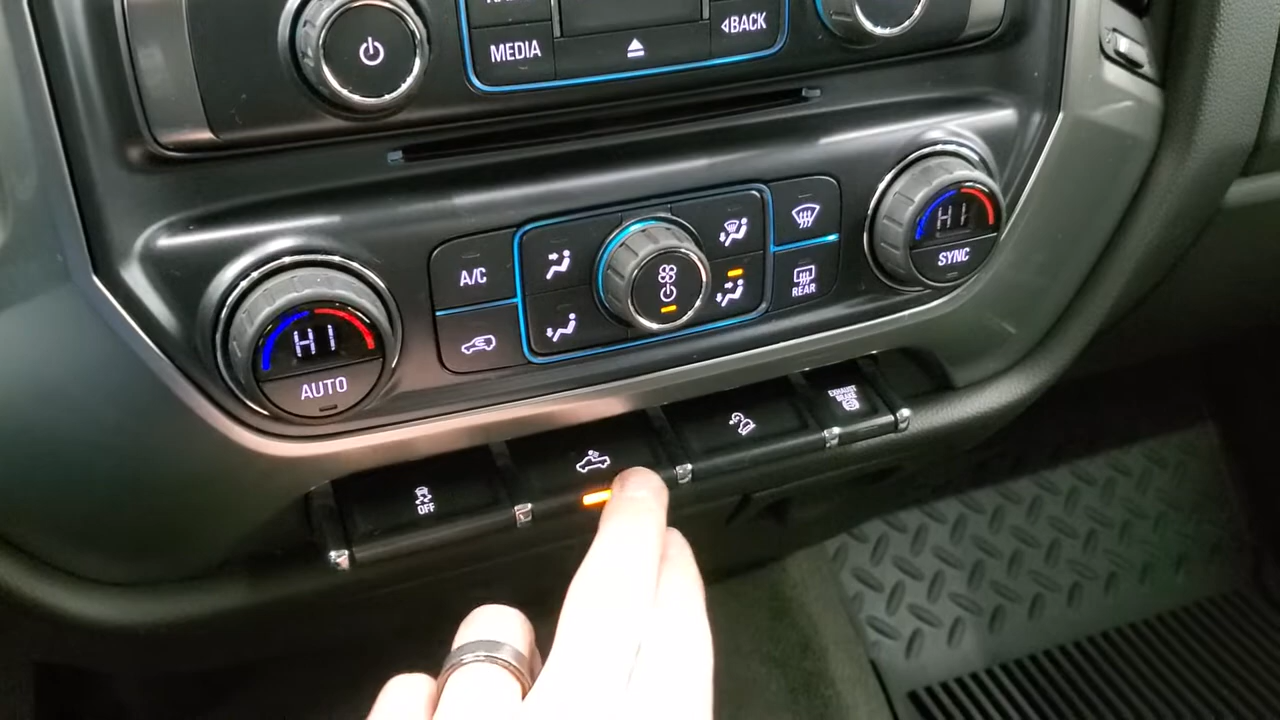 MEDIA
BACK
A/C
REAR
HI
SYNC
HI
AUTO
EXHAUST
BRAKE
OFF